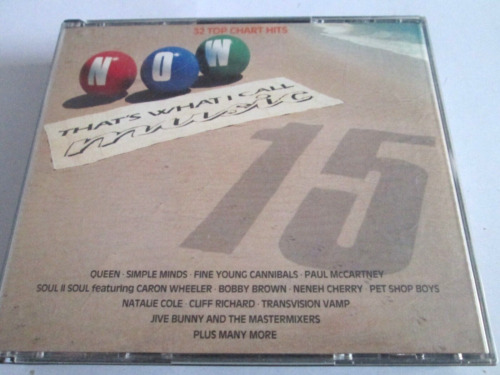 32 TOP CHART HITS
NOW
THAT'S WHAT I CALL
music
15
QUEEN · SIMPLE MINDS · FINE YOUNG CANNIBALS · PAUL McCARTNEY
SOUL II SOUL featuring CARON WHEELER · BOBBY BROWN · NENEH CHERRY · PET SHOP BOYS
NATALIE COLE · CLIFF RICHARD · TRANSVISION VAMP
JIVE BUNNY AND THE MASTERMIXERS
PLUS MANY MORE